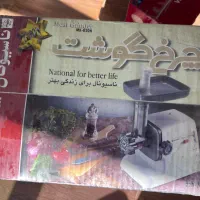 چرخ گوشت
National for better life
ناسیونال برای زندگی بهتر
ناسیونال